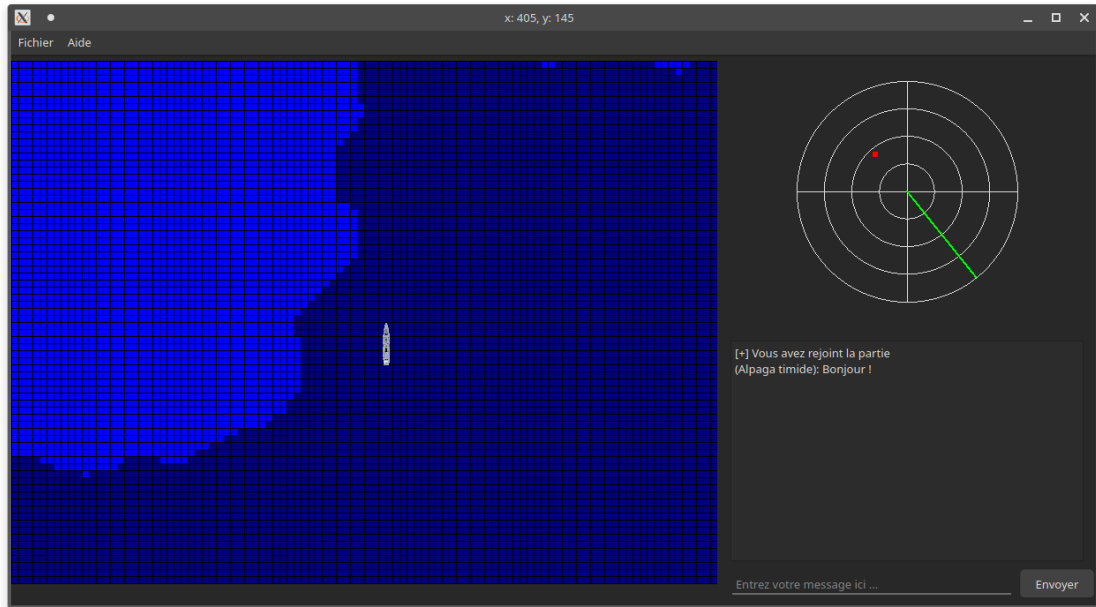 x: 405, y: 145
Fichier Aide
[+] Vous avez rejoint la partie
(Alpaga timide): Bonjour !
Entrez votre message ici ...
Envoyer